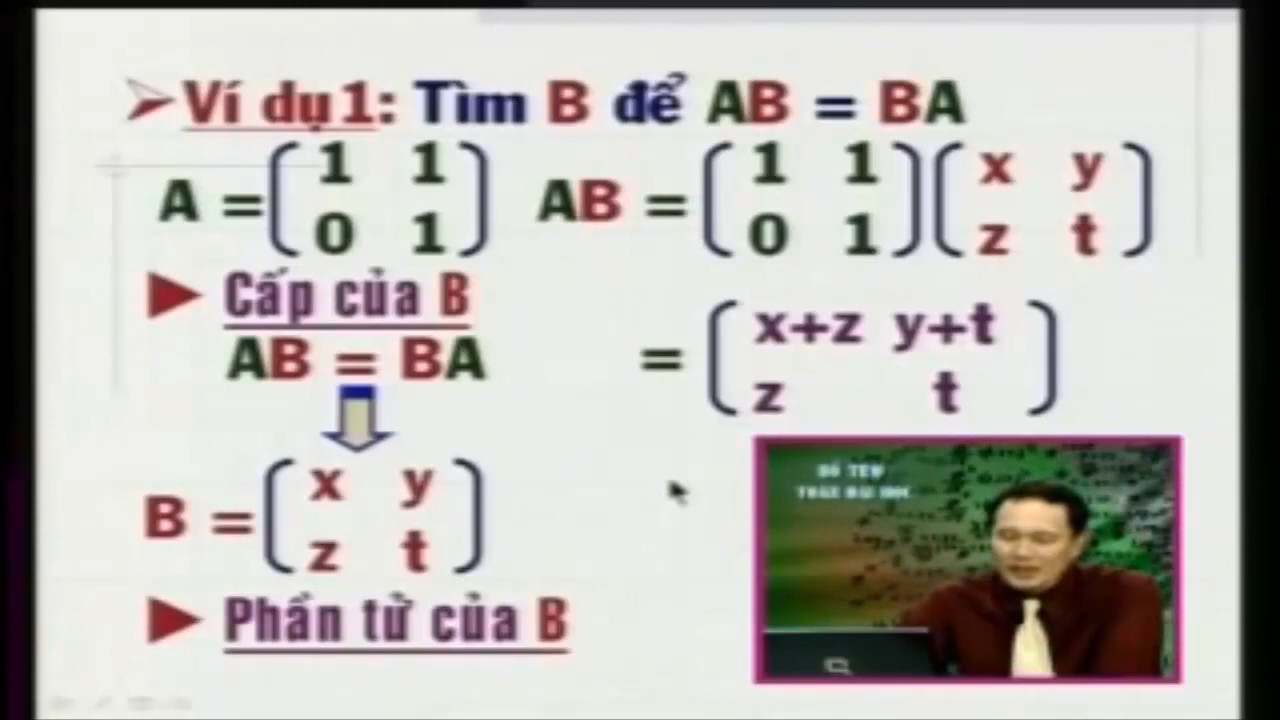 Ví dụ1: Tìm B để AB = BA
A = ( 1 1 0 1 ) AB = ( 1 1 0 1 ) ( x y z t )
Cấp của B
AB = BA
= ( x+z y+t z t )
B = ( x y z t )
Phần tử của B